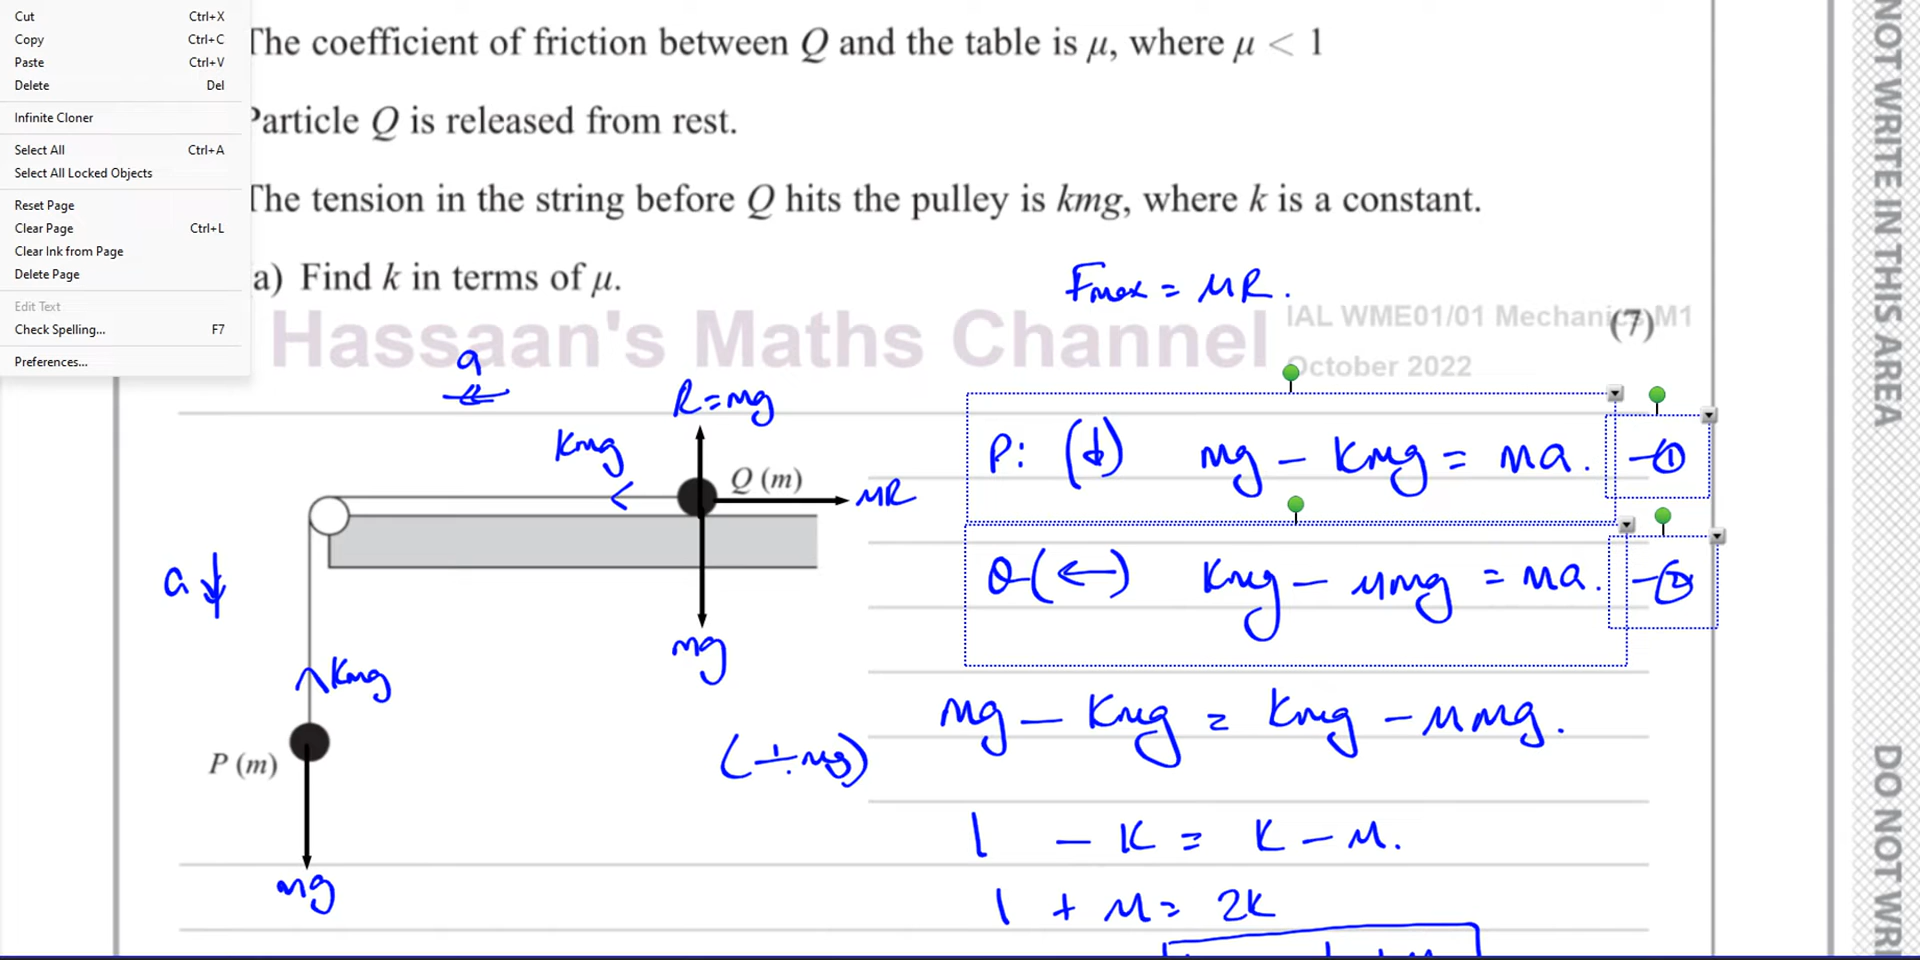 Cut Ctrl+X
Copy Ctrl+C
Paste Ctrl+V
Delete Del
Infinite Cloner
Select All Ctrl+A
Select All Locked Objects
Reset Page
Clear Page Ctrl+L
Clear Ink from Page
Delete Page
Edit Text
Check Spelling... F7
Preferences...
The coefficient of friction between Q and the table is μ, where μ < 1
Particle Q is released from rest.
The tension in the string before Q hits the pulley is kmg, where k is a constant.
a) Find k in terms of μ.
Fmax = μR.
(7)
Hassaan's Maths Channel
IAL WME01/01 Mechanics M1
October 2022
a
R = mg
kmg
Q (m)
μR
a
mg
kmg
P (m)
mg
P: (↓) mg − kmg = ma. −①
Q (←) kmg − μmg = ma. −②
mg − kmg = kmg − μmg.
(÷mg)
1 − k = k − μ.
1 + μ = 2k
DO NOT WRITE IN THIS AREA
NOT WRITE IN THIS AREA
DO NOT WRI